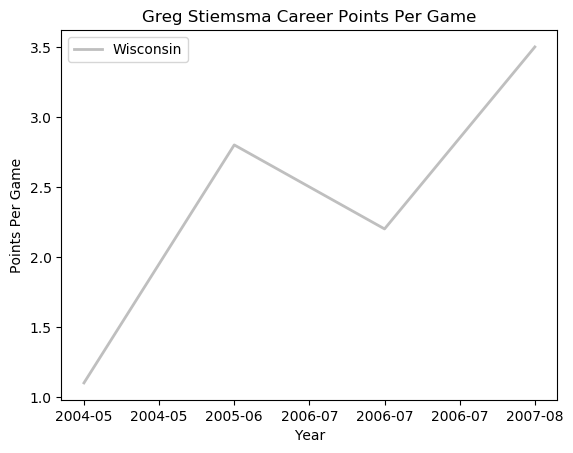 Greg Stiemsma Career Points Per Game
Wisconsin
3.5
3.0
2.5
2.0
1.5
1.0
Points Per Game
2004-05 2004-05 2005-06 2006-07 2006-07 2006-07 2007-08
Year